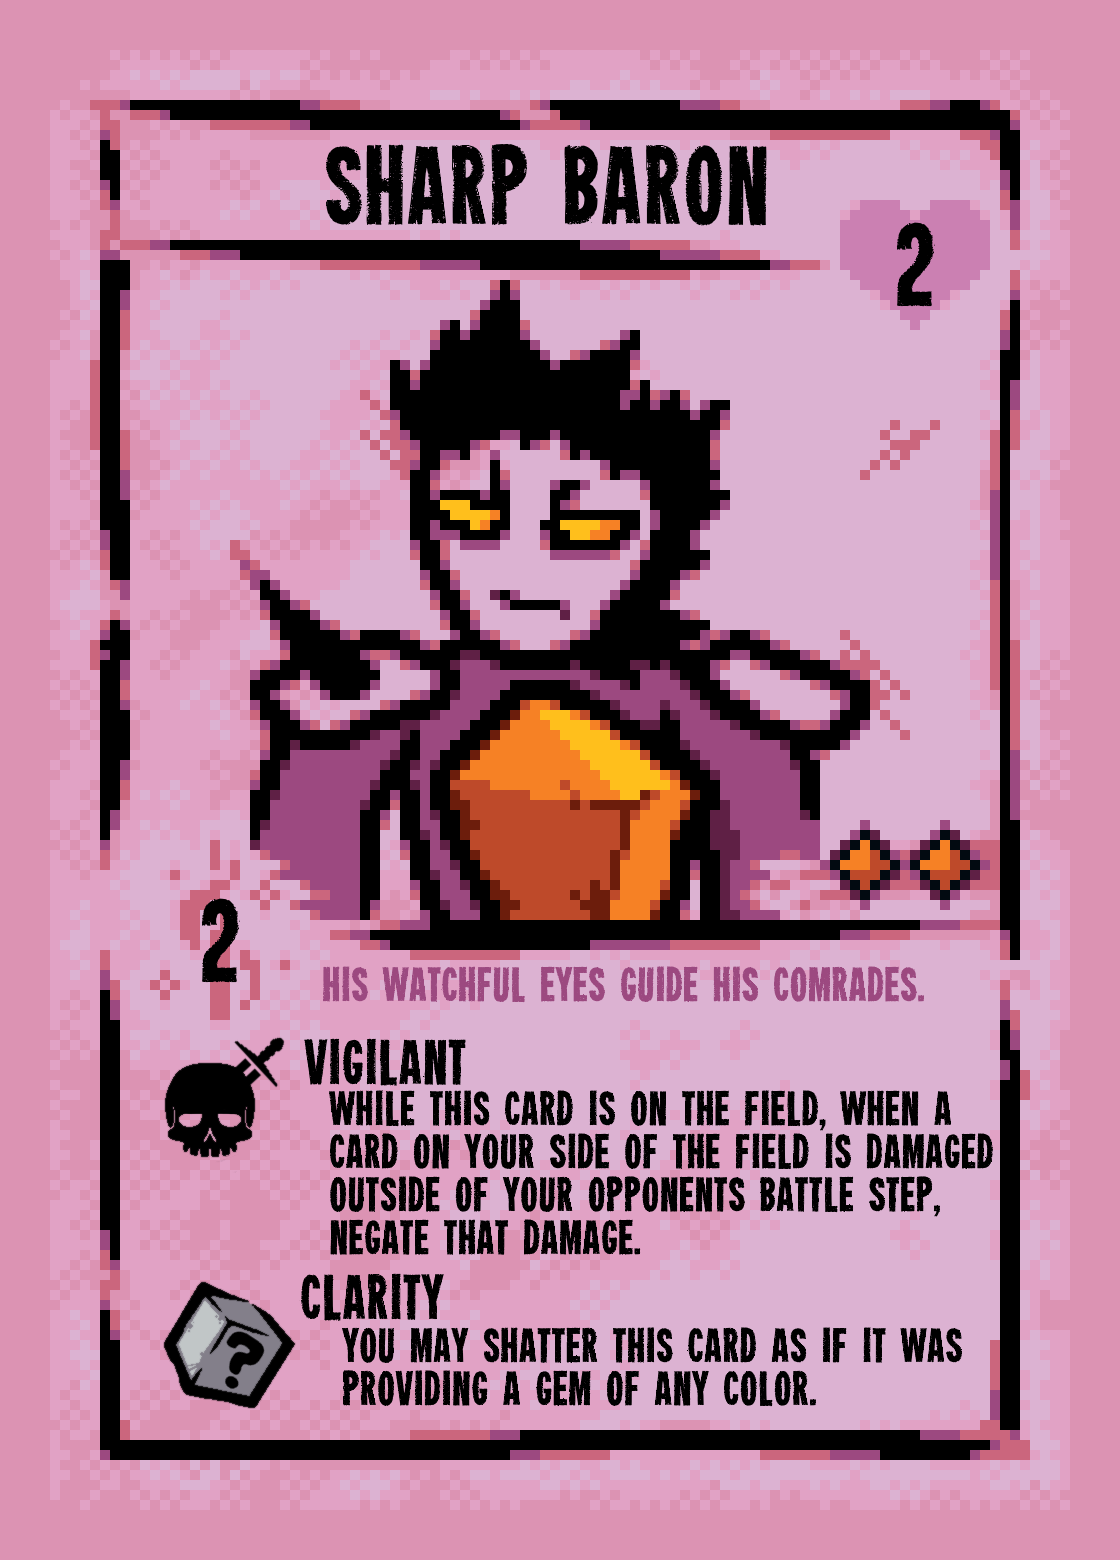 SHARP BARON
2
2
HIS WATCHFUL EYES GUIDE HIS COMRADES.
VIGILANT
WHILE THIS CARD IS ON THE FIELD, WHEN A
CARD ON YOUR SIDE OF THE FIELD IS DAMAGED
OUTSIDE OF YOUR OPPONENTS BATTLE STEP,
NEGATE THAT DAMAGE.
?
CLARITY
YOU MAY SHATTER THIS CARD AS IF IT WAS
PROVIDING A GEM OF ANY COLOR.